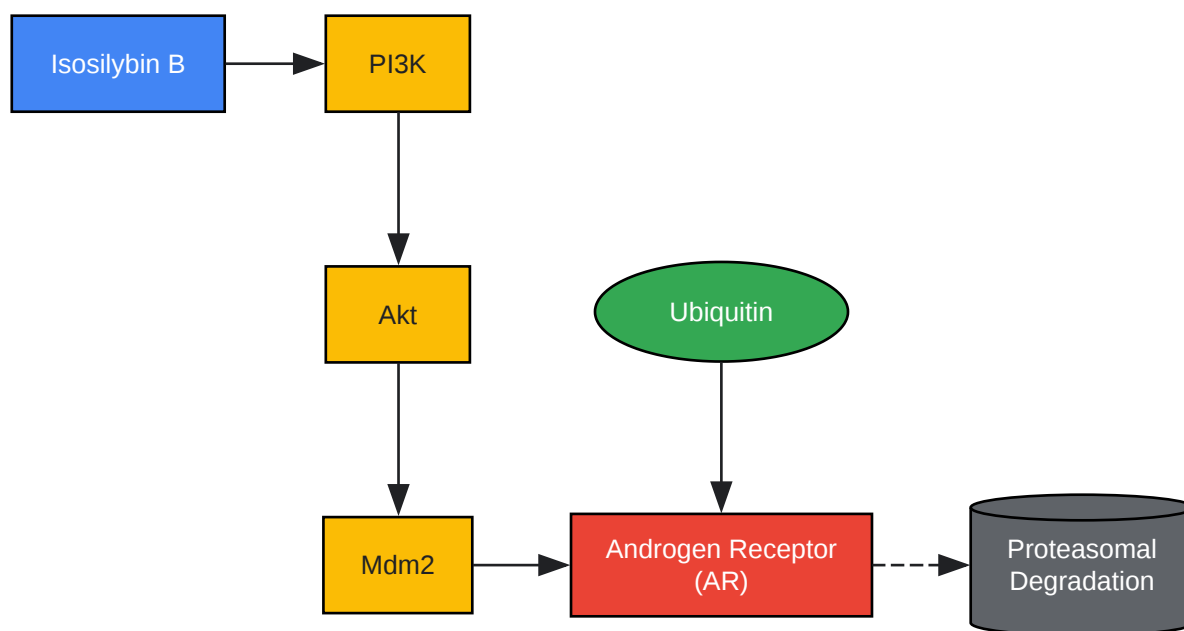 Isosilybin B
PI3K
Akt
Ubiquitin
Mdm2
Androgen Receptor
(AR)
Proteasomal
Degradation